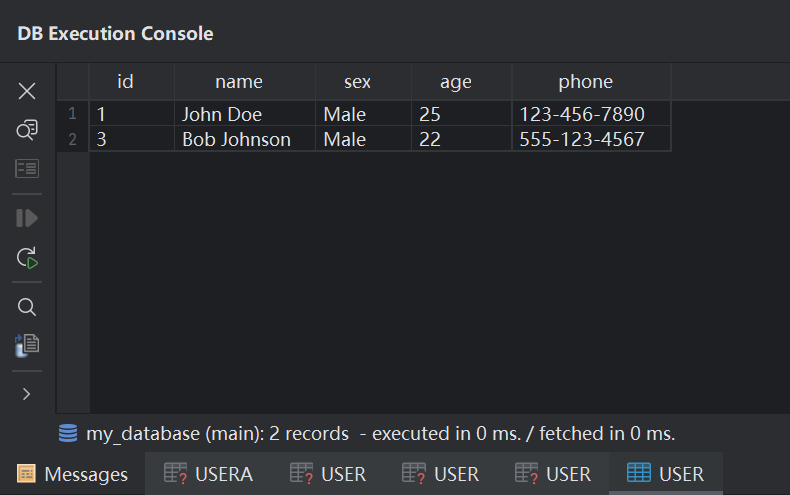 DB Execution Console
id name sex age phone
1 1 John Doe Male 25 123-456-7890
2 3 Bob Johnson Male 22 555-123-4567
my_database (main): 2 records - executed in 0 ms. / fetched in 0 ms.
Messages USERA USER USER USER USER